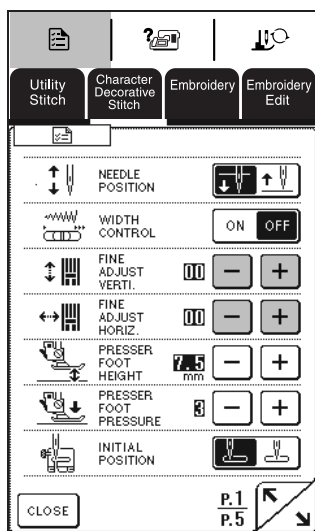 ?
Utility
Stitch
Character
Decorative
Stitch
Embroidery
Embroidery
Edit
NEEDLE
POSITION
WIDTH
CONTROL
ON OFF
FINE
ADJUST
VERTI.
00 − +
FINE
ADJUST
HORIZ.
00 − +
PRESSER
FOOT
HEIGHT
7.5
mm
− +
PRESSER
FOOT
PRESSURE
3 − +
INITIAL
POSITION
CLOSE
P.1
P.5